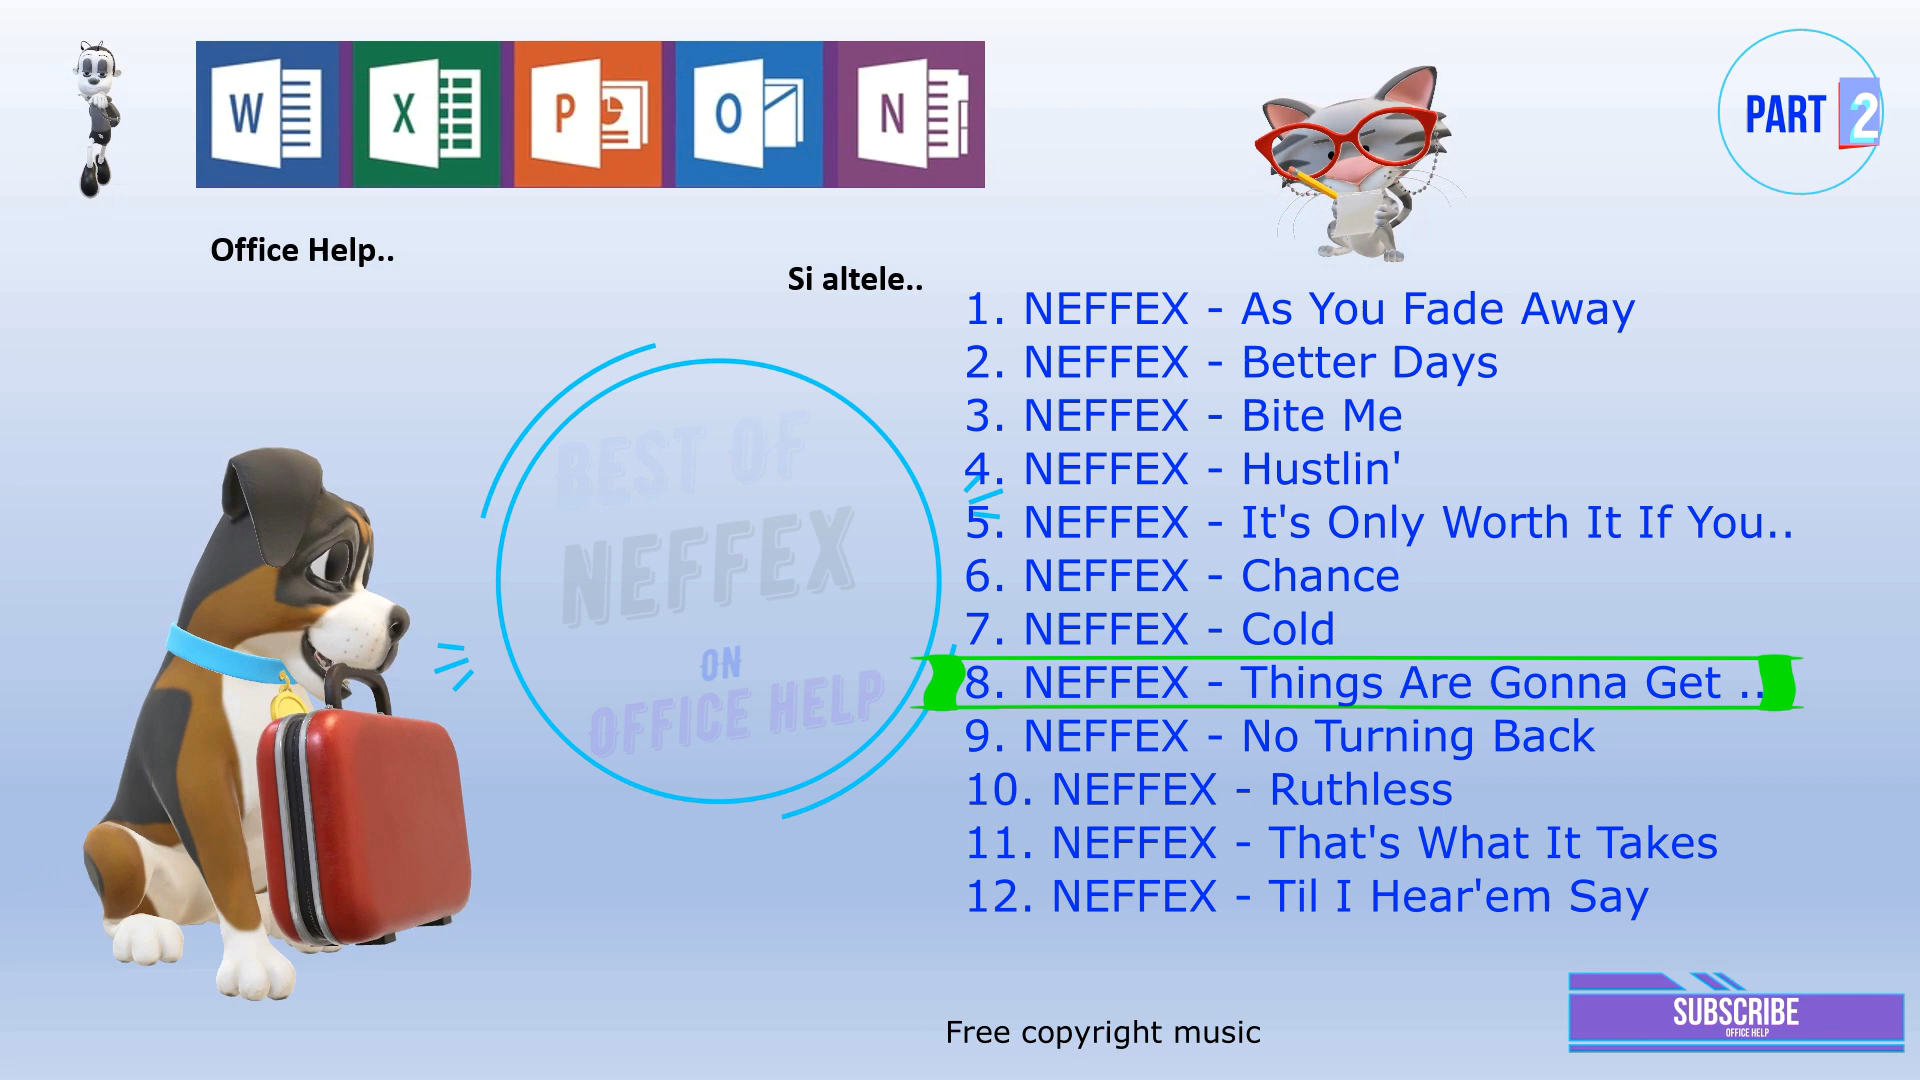 W X P O N
PART 2
Office Help..
Si altele..
1. NEFFEX - As You Fade Away
2. NEFFEX - Better Days
3. NEFFEX - Bite Me
4. NEFFEX - Hustlin'
5. NEFFEX - It's Only Worth It If You..
6. NEFFEX - Chance
7. NEFFEX - Cold
8. NEFFEX - Things Are Gonna Get ..
9. NEFFEX - No Turning Back
10. NEFFEX - Ruthless
11. NEFFEX - That's What It Takes
12. NEFFEX - Til I Hear'em Say
BEST OF
NEFFEX
ON
OFFICE HELP
Free copyright music
SUBSCRIBE
OFFICE HELP